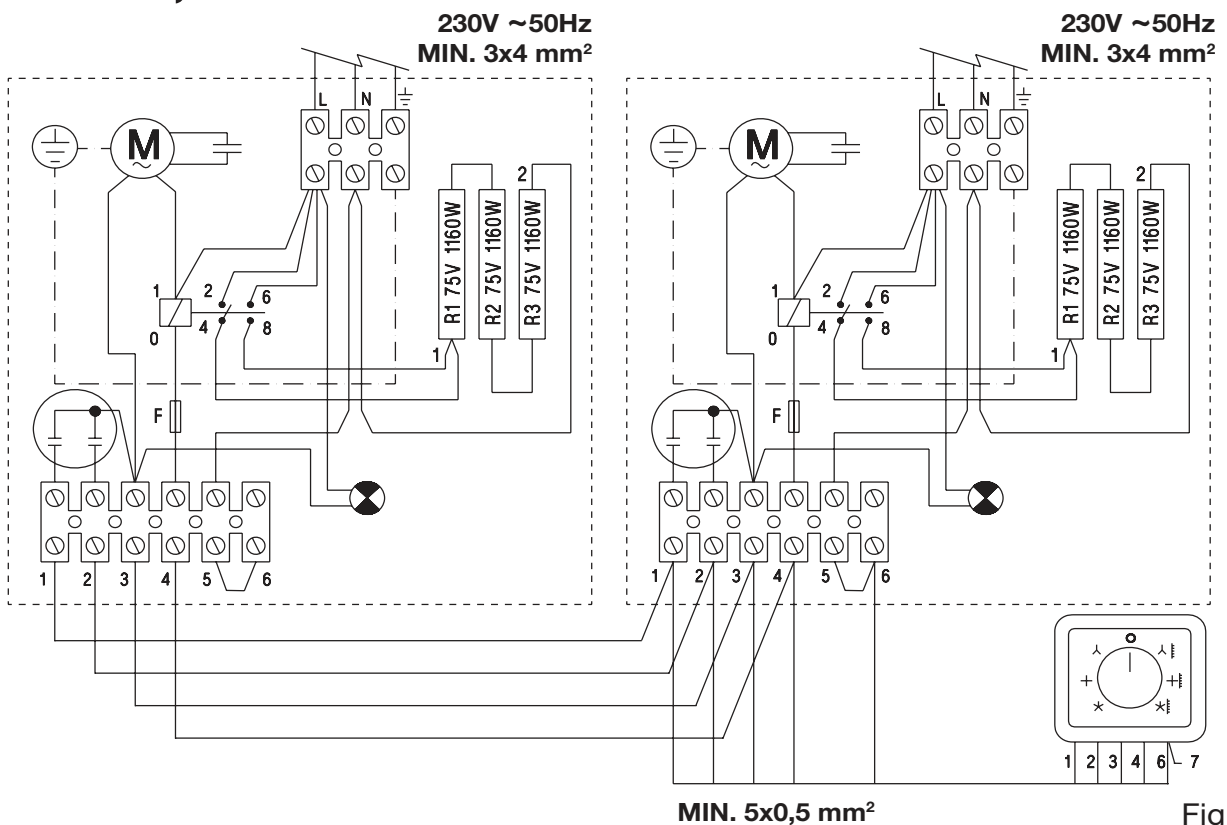 230V ~50Hz
MIN. 3x4 mm²
L N
M
1
0
2
4
6
8
R1 75V 1160W
R2 75V 1160W
R3 75V 1160W
2
1
F
1 2 3 4 5 6
230V ~50Hz
MIN. 3x4 mm²
L N
M
1
0
2
4
6
8
R1 75V 1160W
R2 75V 1160W
R3 75V 1160W
2
1
F
1 2 3 4 5 6
1 2 3 4 6 7
MIN. 5x0,5 mm²
Fig